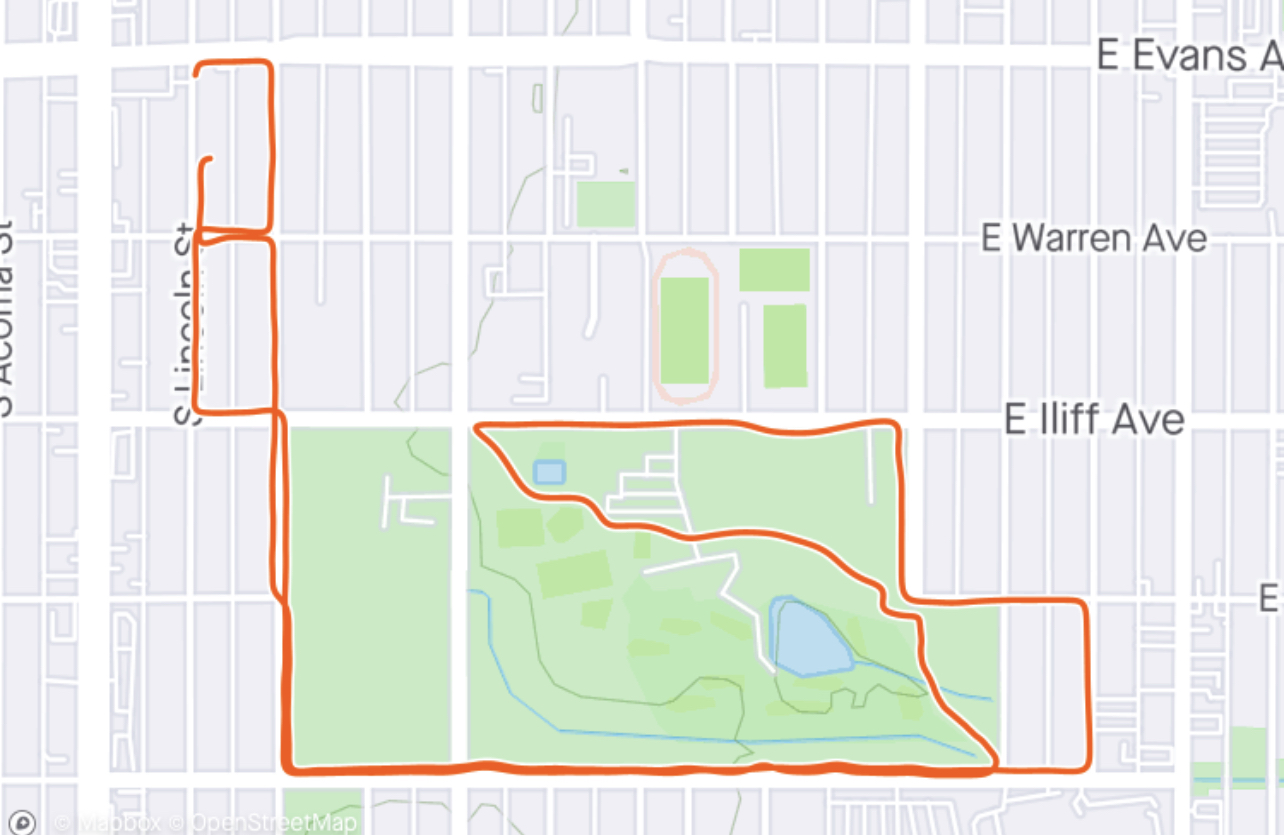 E Evans A
E Warren Ave
S Acoma St
S Lincoln St
E Iliff Ave
E
© Mapbox © OpenStreetMap